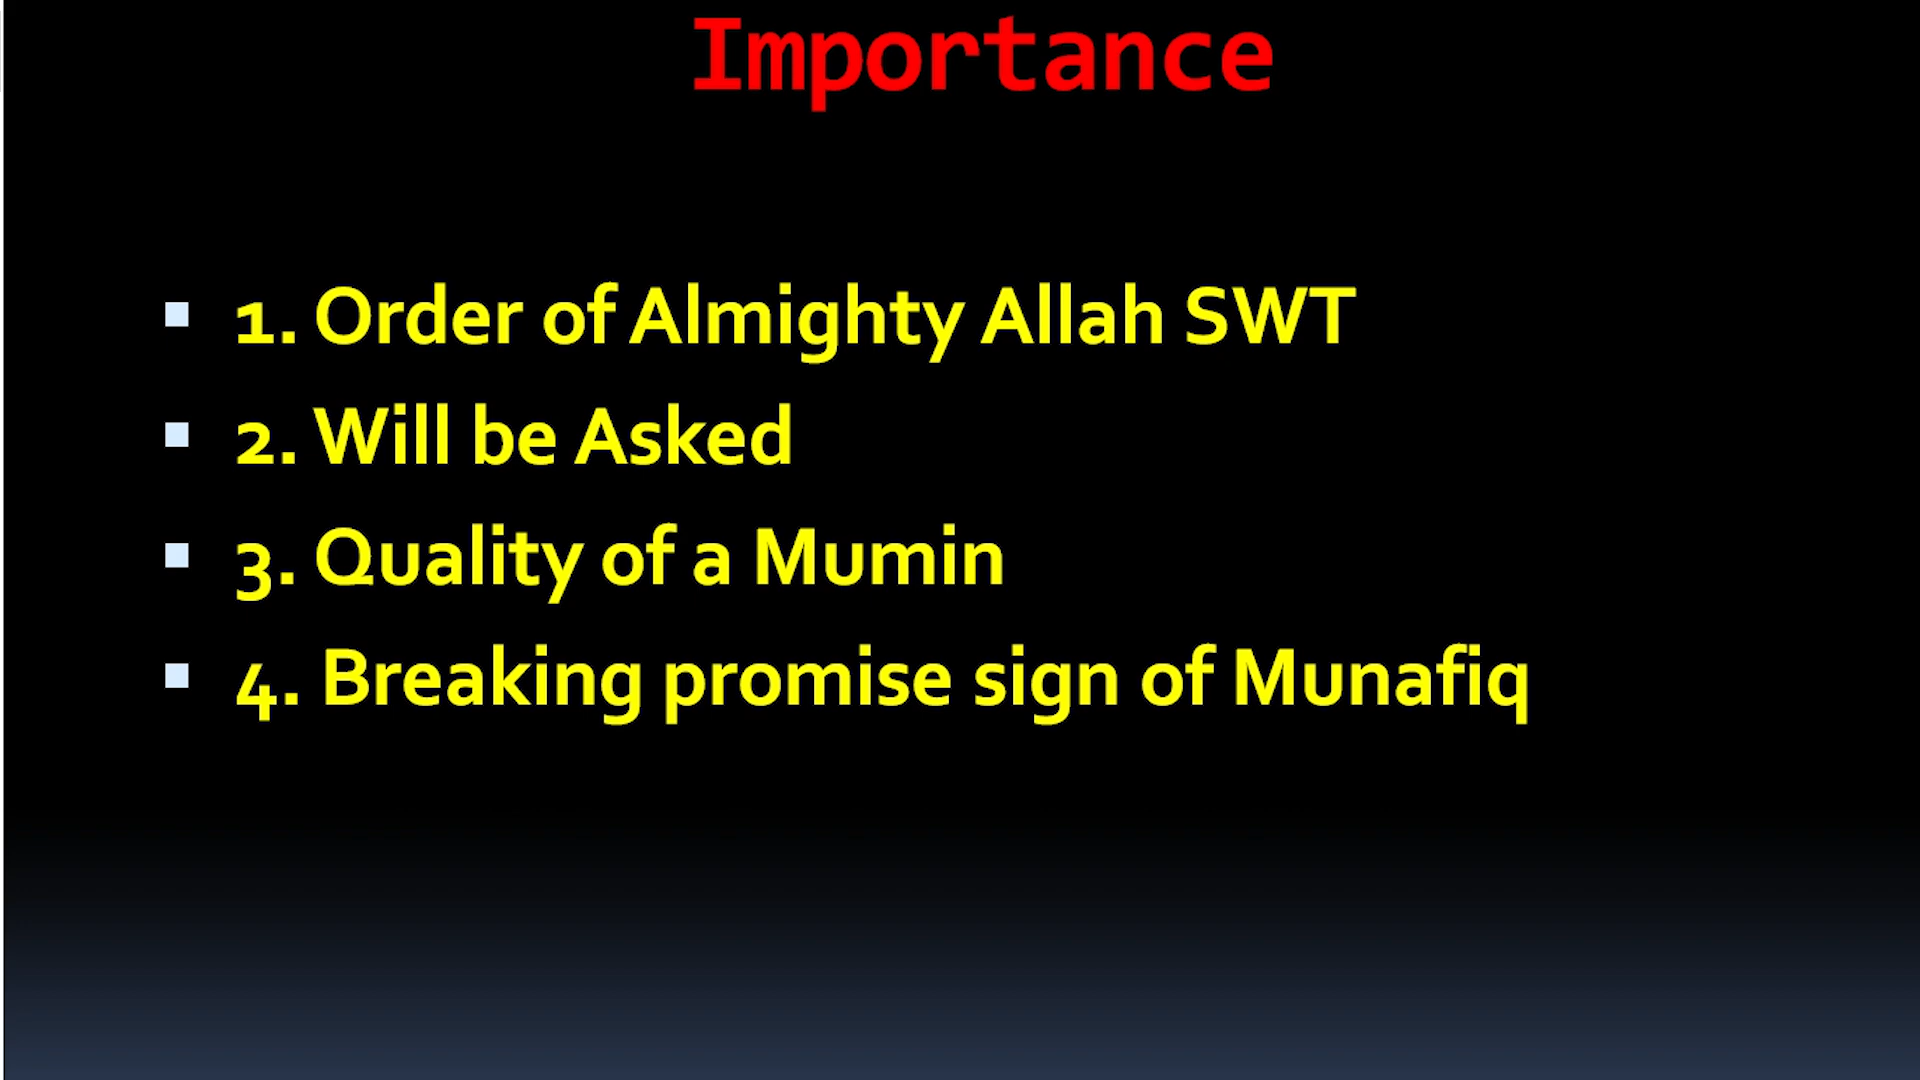 Importance
1. Order of Almighty Allah SWT
2. Will be Asked
3. Quality of a Mumin
4. Breaking promise sign of Munafiq